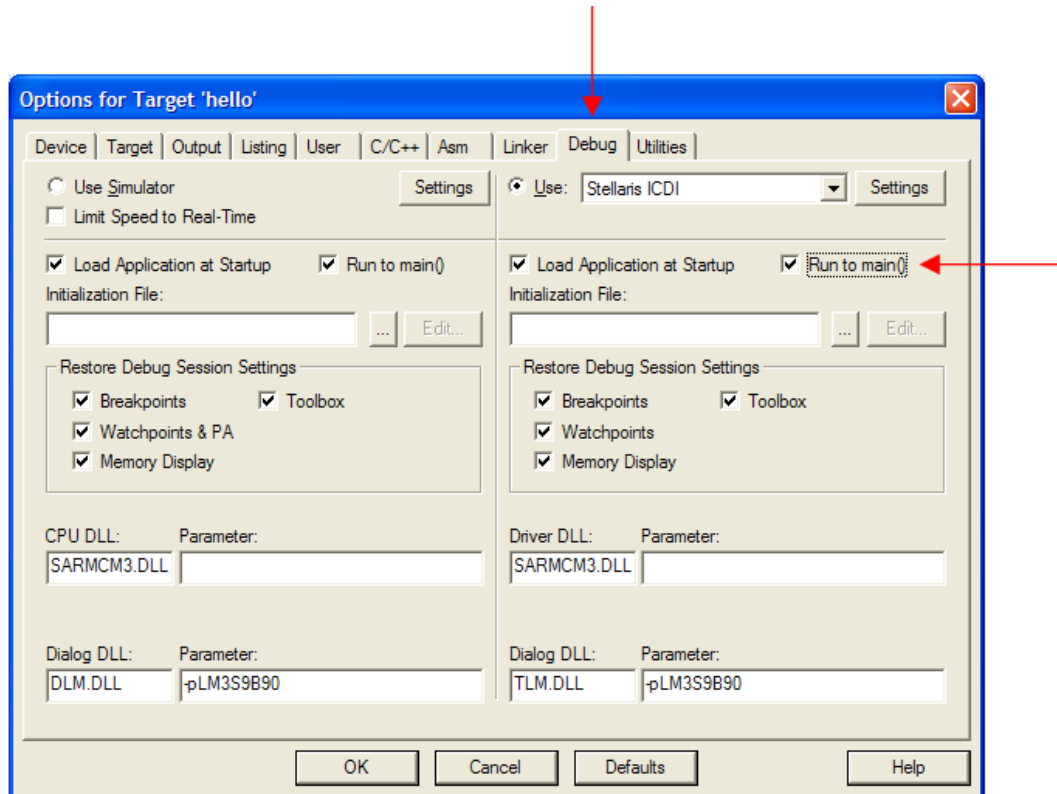 Options for Target 'hello'
Device Target Output Listing User C/C++ Asm Linker Debug Utilities
Use Simulator Settings Use: Stellaris ICDI Settings
Limit Speed to Real-Time
Load Application at Startup Run to main() Load Application at Startup Run to main()
Initialization File: Initialization File:
... Edit... ... Edit...
Restore Debug Session Settings Restore Debug Session Settings
Breakpoints Toolbox Breakpoints Toolbox
Watchpoints & PA Watchpoints
Memory Display Memory Display
CPU DLL: Parameter: Driver DLL: Parameter:
SARMCM3.DLL SARMCM3.DLL
Dialog DLL: Parameter: Dialog DLL: Parameter:
DLM.DLL -pLM3S9B90 TLM.DLL -pLM3S9B90
OK Cancel Defaults Help